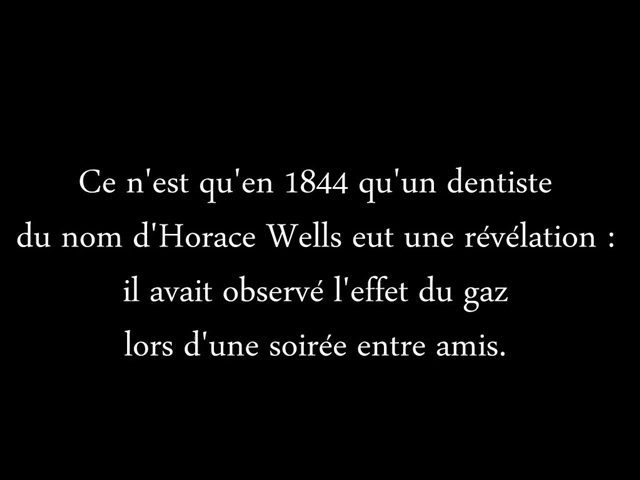 Ce n'est qu'en 1844 qu'un dentiste
du nom d'Horace Wells eut une révélation :
il avait observé l'effet du gaz
lors d'une soirée entre amis.